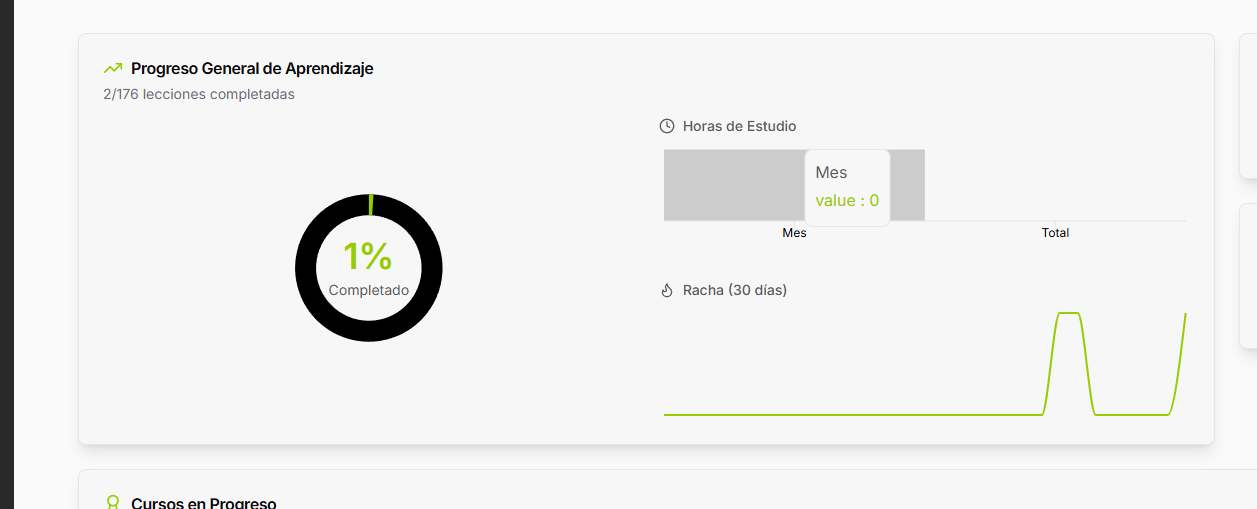 Progreso General de Aprendizaje
2/176 lecciones completadas
1%
Completado
Horas de Estudio
Mes
value : 0
Mes
Total
Racha (30 días)
Cursos en Progreso